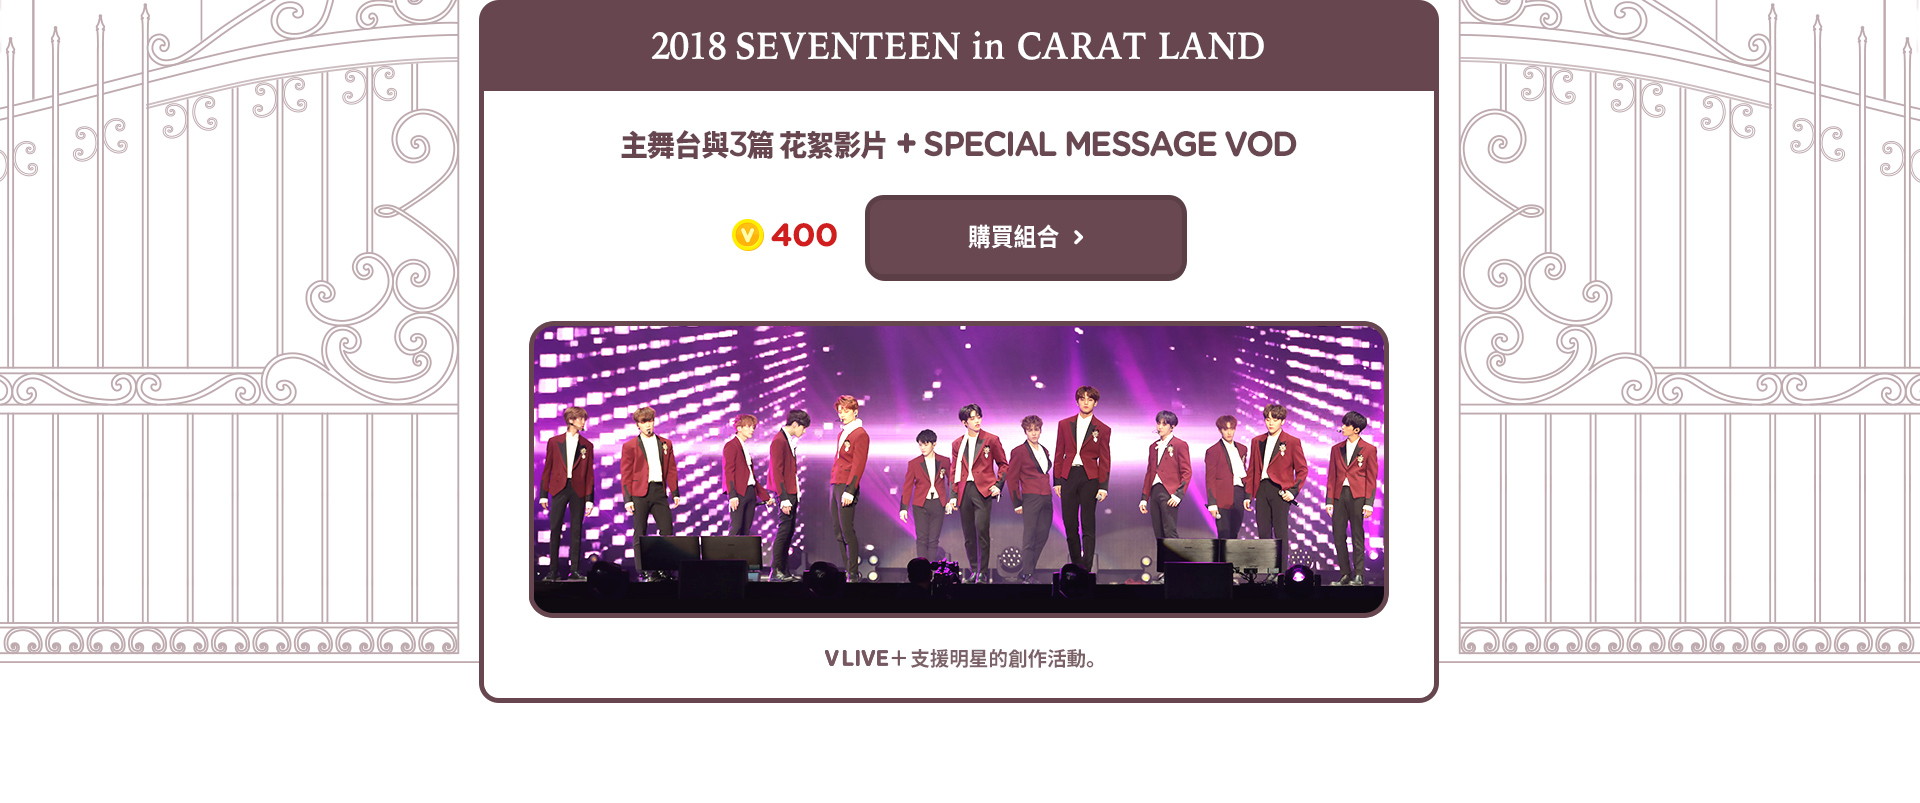 2018 SEVENTEEN in CARAT LAND
主舞台與3篇 花絮影片 + SPECIAL MESSAGE VOD
V 400
購買組合 >
V LIVE+ 支援明星的創作活動。